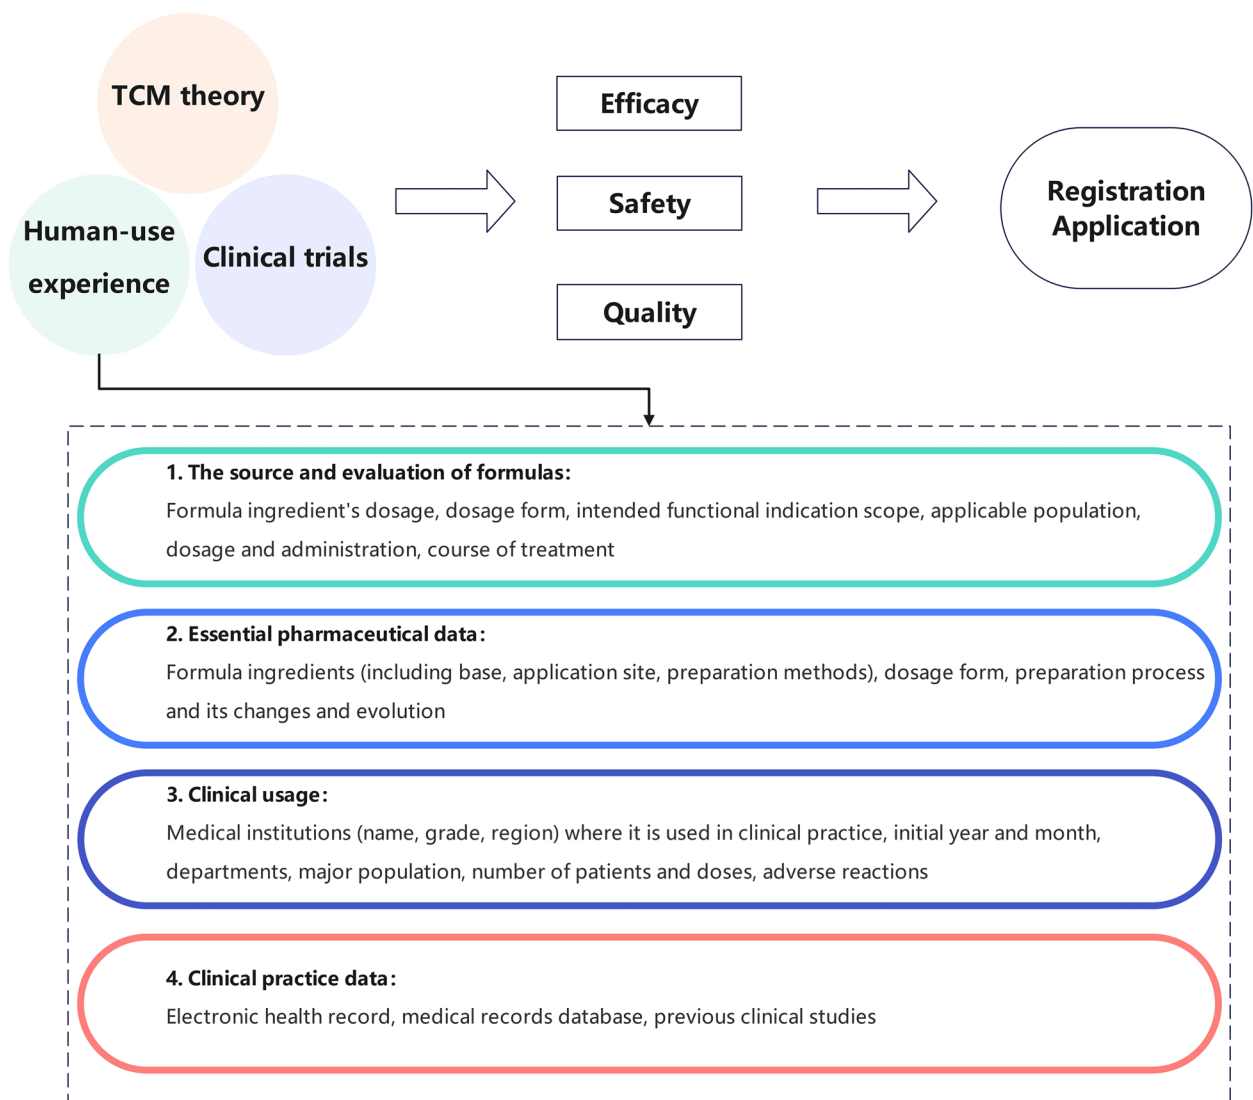 TCM theory
Human-use
experience
Clinical trials
Efficacy
Safety
Quality
Registration
Application
1. The source and evaluation of formulas:
Formula ingredient's dosage, dosage form, intended functional indication scope, applicable population,
dosage and administration, course of treatment
2. Essential pharmaceutical data:
Formula ingredients (including base, application site, preparation methods), dosage form, preparation process
and its changes and evolution
3. Clinical usage:
Medical institutions (name, grade, region) where it is used in clinical practice, initial year and month,
departments, major population, number of patients and doses, adverse reactions
4. Clinical practice data:
Electronic health record, medical records database, previous clinical studies